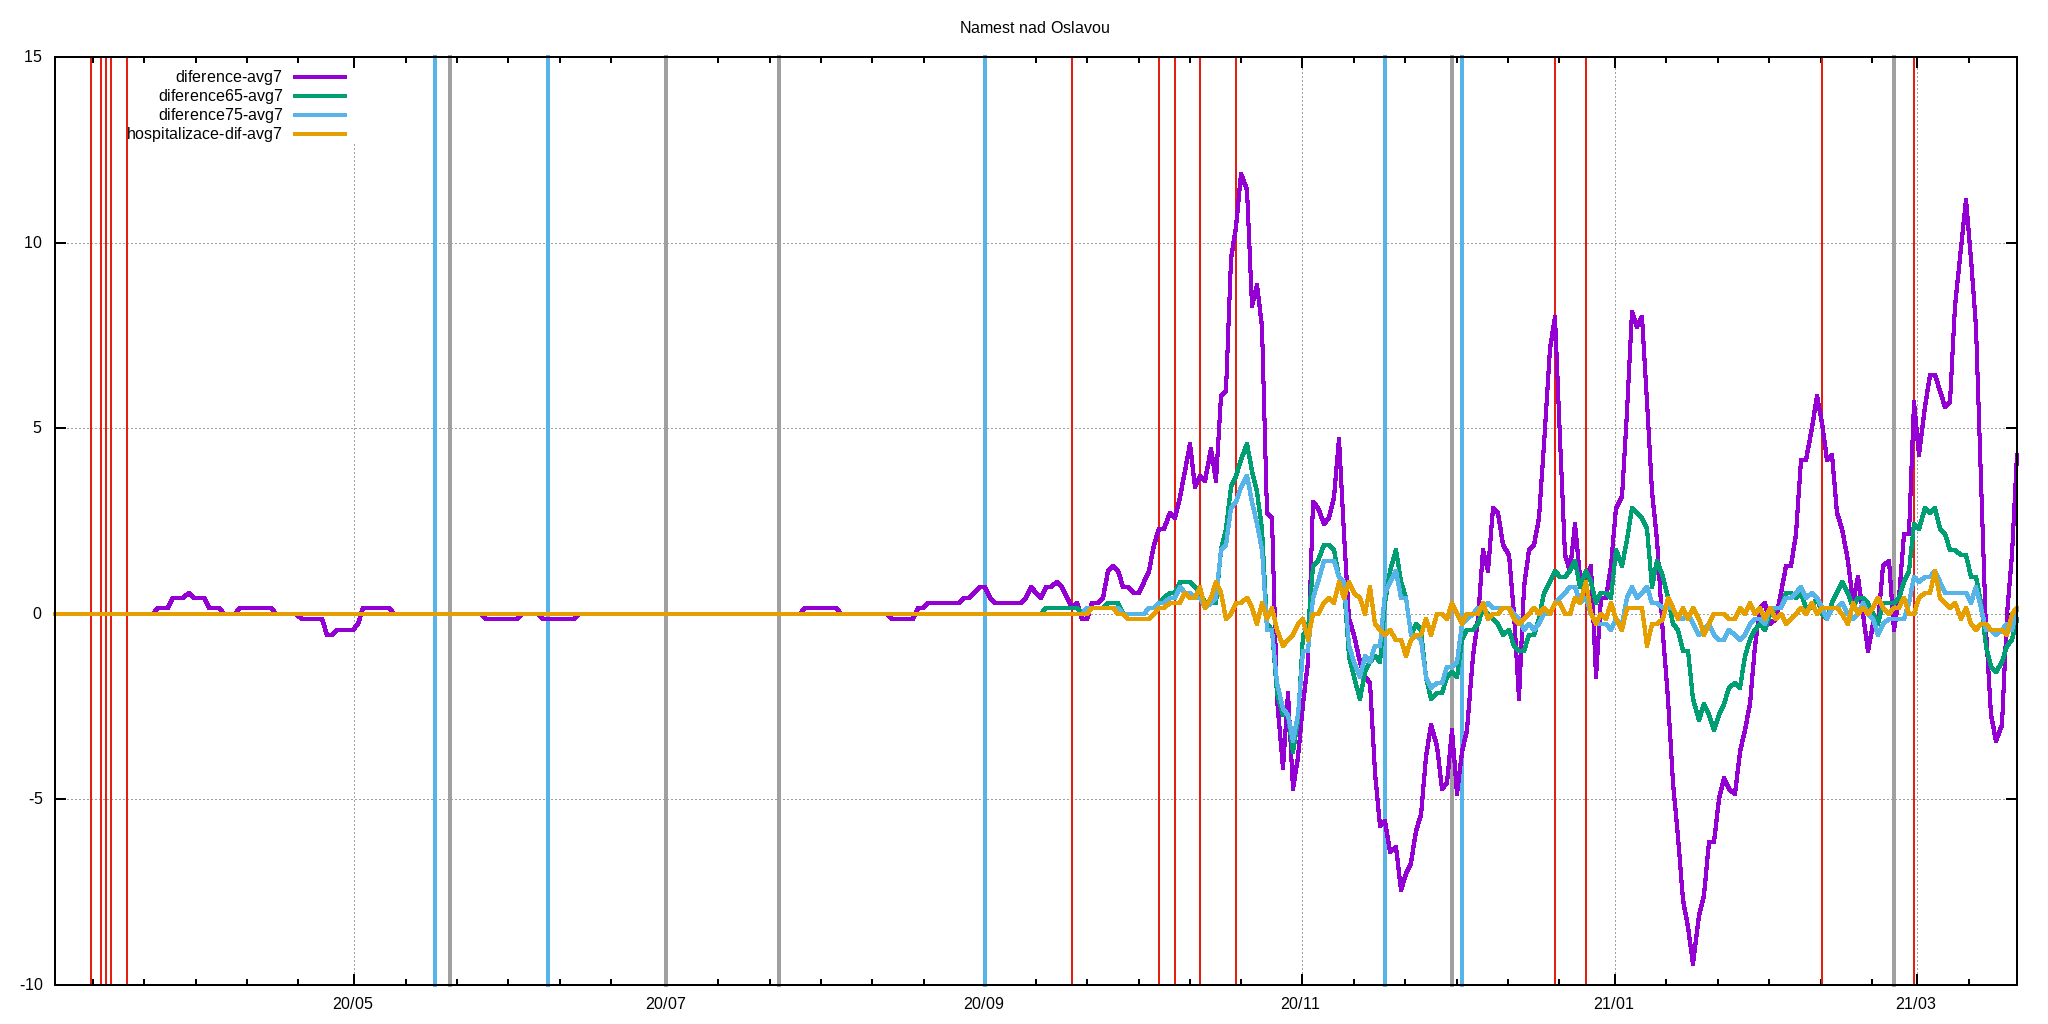 Namest nad Oslavou
15
diference-avg7
diference65-avg7
diference75-avg7
hospitalizace-dif-avg7
10
5
0
-5
-10
20/05 20/07 20/09 20/11 21/01 21/03